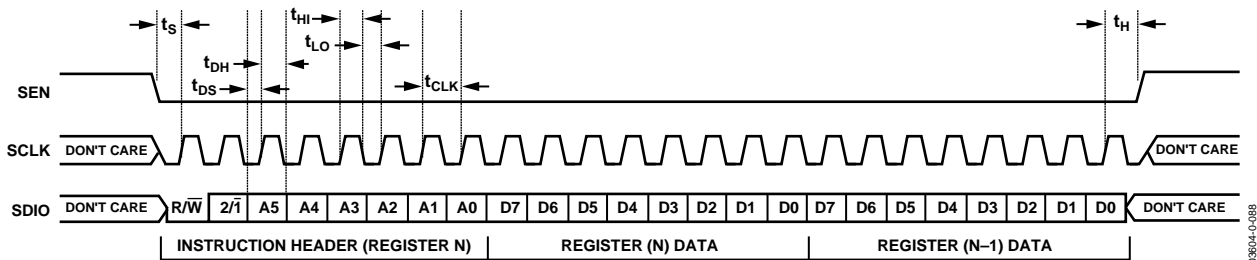 tS
tHI
tH
tLO
tDH
tDS
tCLK
SEN
SCLK DON'T CARE DON'T CARE
SDIO DON'T CARE R/W̅ 2/1̅ A5 A4 A3 A2 A1 A0 D7 D6 D5 D4 D3 D2 D1 D0 D7 D6 D5 D4 D3 D2 D1 D0 DON'T CARE
INSTRUCTION HEADER (REGISTER N) REGISTER (N) DATA REGISTER (N–1) DATA
03604-0-088